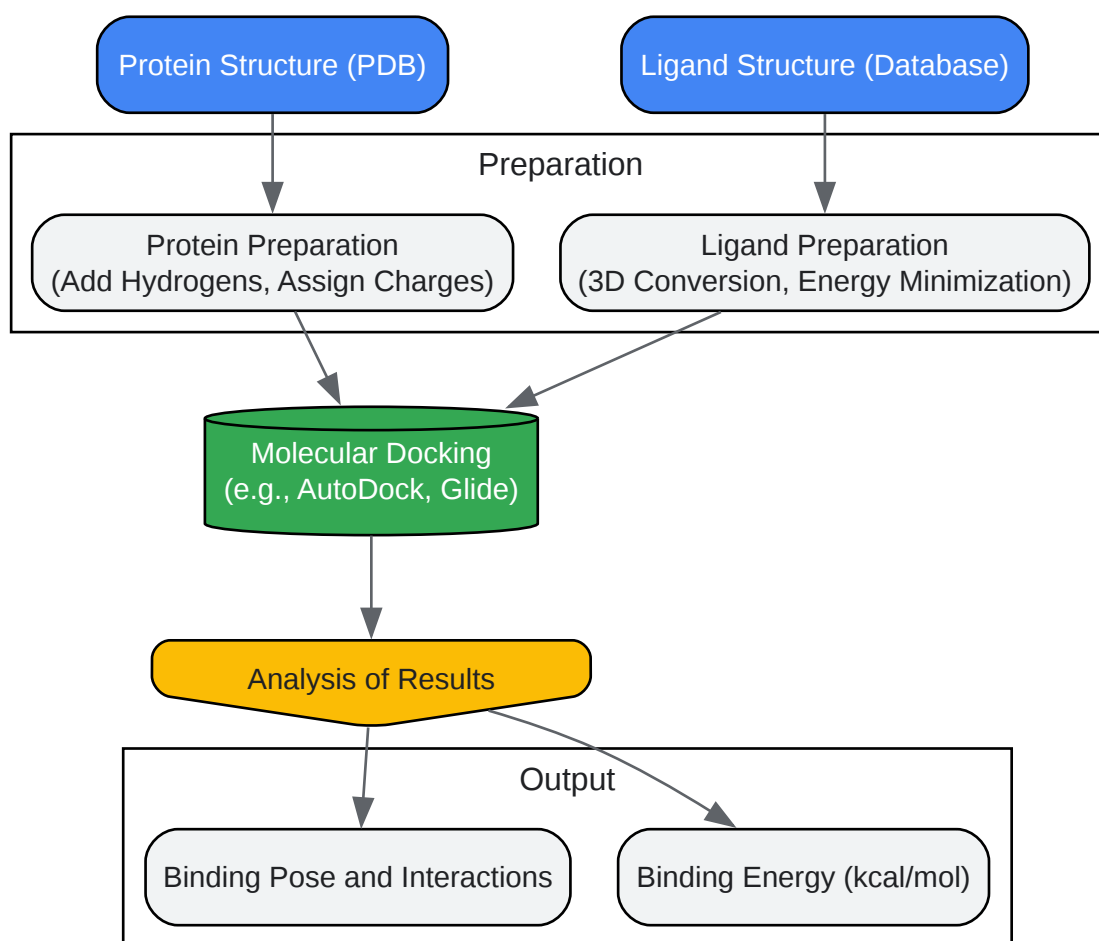 Protein Structure (PDB)
Ligand Structure (Database)
Preparation
Protein Preparation
(Add Hydrogens, Assign Charges)
Ligand Preparation
(3D Conversion, Energy Minimization)
Molecular Docking
(e.g., AutoDock, Glide)
Analysis of Results
Output
Binding Pose and Interactions
Binding Energy (kcal/mol)